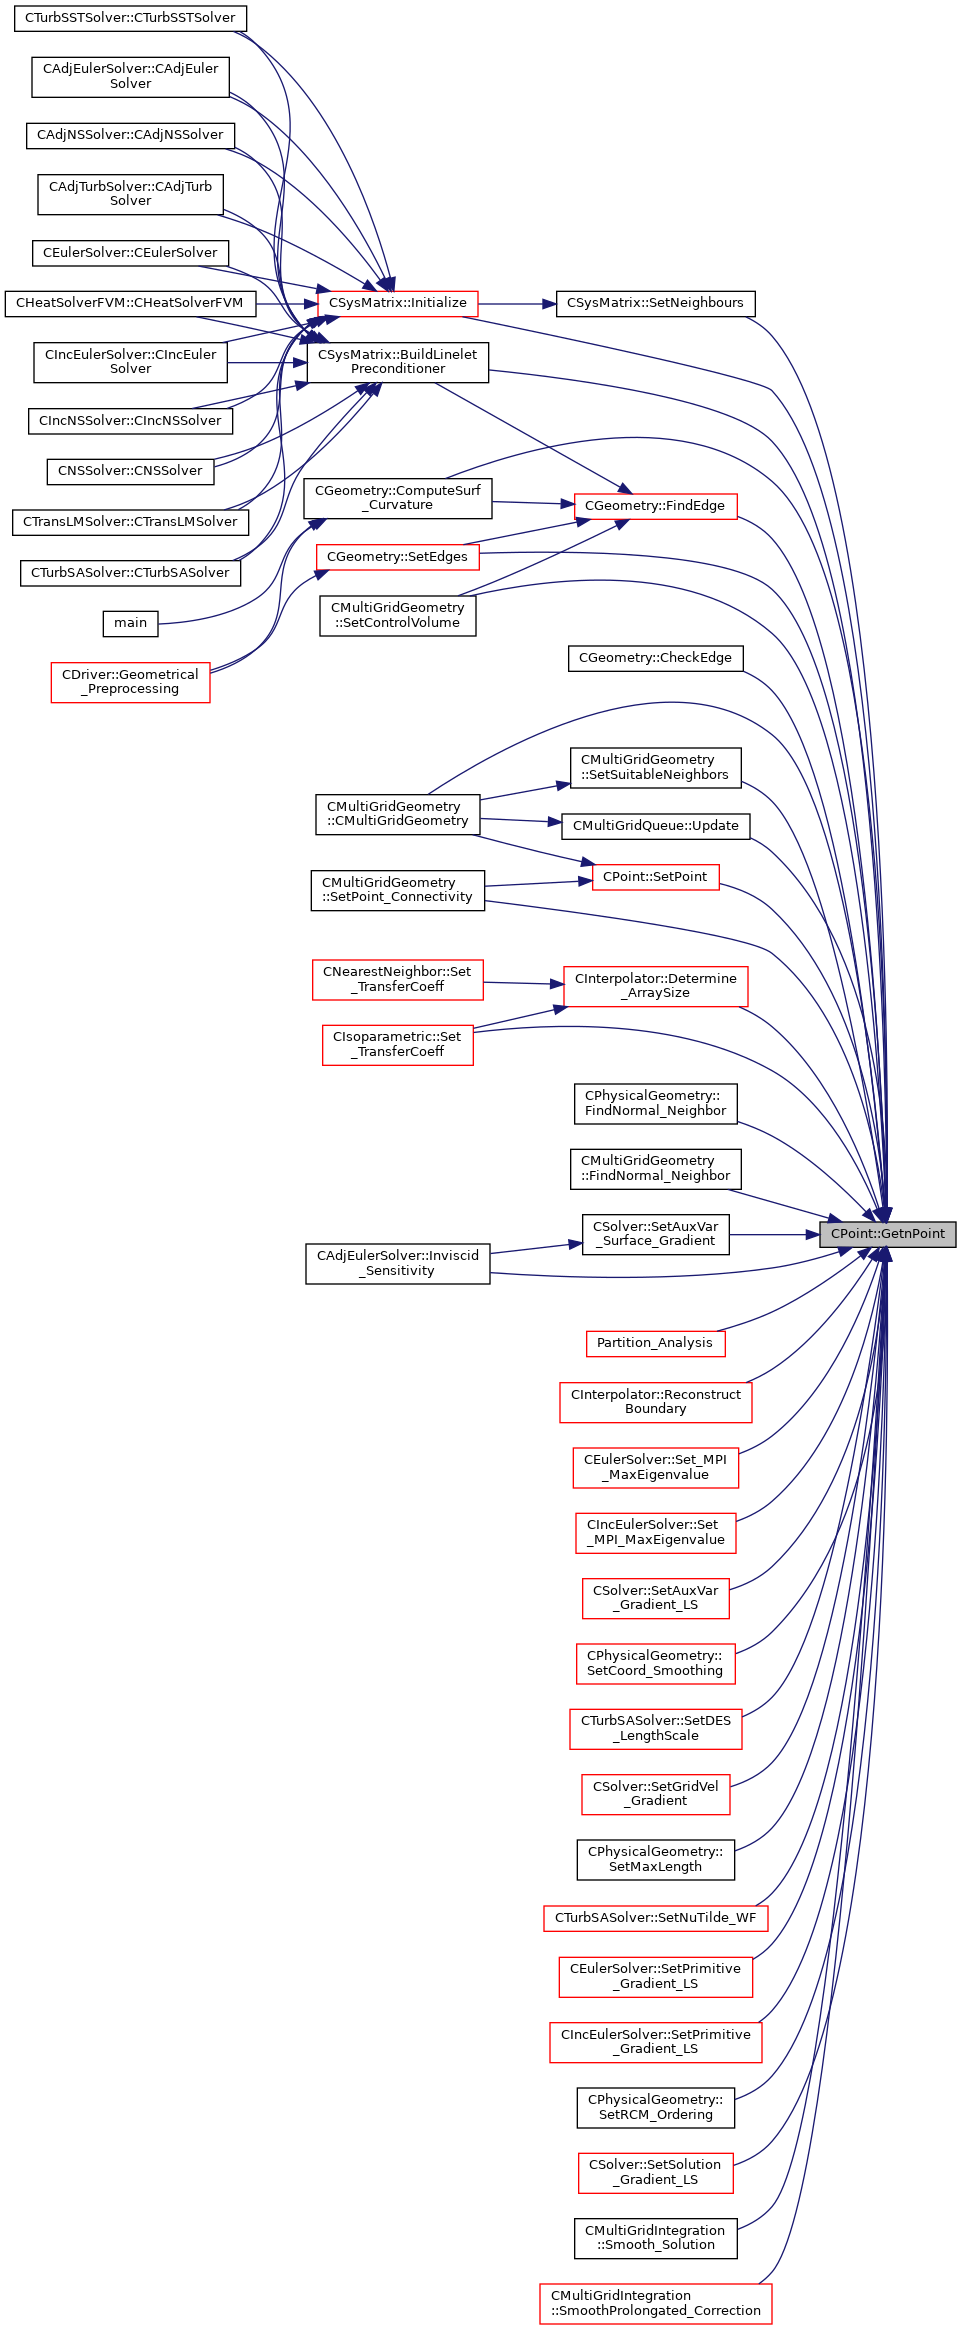 CTurbSSTSolver::CTurbSSTSolver
CAdjEulerSolver::CAdjEuler
Solver
CAdjNSSolver::CAdjNSSolver
CAdjTurbSolver::CAdjTurb
Solver
CEulerSolver::CEulerSolver
CHeatSolverFVM::CHeatSolverFVM
CIncEulerSolver::CIncEuler
Solver
CIncNSSolver::CIncNSSolver
CNSSolver::CNSSolver
CTransLMSolver::CTransLMSolver
CTurbSASolver::CTurbSASolver
main
CDriver::Geometrical
_Preprocessing
CSysMatrix::Initialize
CSysMatrix::BuildLinelet
Preconditioner
CGeometry::ComputeSurf
_Curvature
CGeometry::SetEdges
CMultiGridGeometry
::SetControlVolume
CMultiGridGeometry
::CMultiGridGeometry
CMultiGridGeometry
::SetPoint_Connectivity
CNearestNeighbor::Set
_TransferCoeff
CIsoparametric::Set
_TransferCoeff
CAdjEulerSolver::Inviscid
_Sensitivity
CSysMatrix::SetNeighbours
CGeometry::FindEdge
CGeometry::CheckEdge
CMultiGridGeometry
::SetSuitableNeighbors
CMultiGridQueue::Update
CPoint::SetPoint
CInterpolator::Determine
_ArraySize
CPhysicalGeometry::
FindNormal_Neighbor
CMultiGridGeometry
::FindNormal_Neighbor
CSolver::SetAuxVar
_Surface_Gradient
Partition_Analysis
CInterpolator::Reconstruct
Boundary
CEulerSolver::Set_MPI
_MaxEigenvalue
CIncEulerSolver::Set
_MPI_MaxEigenvalue
CSolver::SetAuxVar
_Gradient_LS
CPhysicalGeometry::
SetCoord_Smoothing
CTurbSASolver::SetDES
_LengthScale
CSolver::SetGridVel
_Gradient
CPhysicalGeometry::
SetMaxLength
CTurbSASolver::SetNuTilde_WF
CEulerSolver::SetPrimitive
_Gradient_LS
CIncEulerSolver::SetPrimitive
_Gradient_LS
CPhysicalGeometry::
SetRCM_Ordering
CSolver::SetSolution
_Gradient_LS
CMultiGridIntegration
::Smooth_Solution
CMultiGridIntegration
::SmoothProlongated_Correction
CPoint::GetnPoint